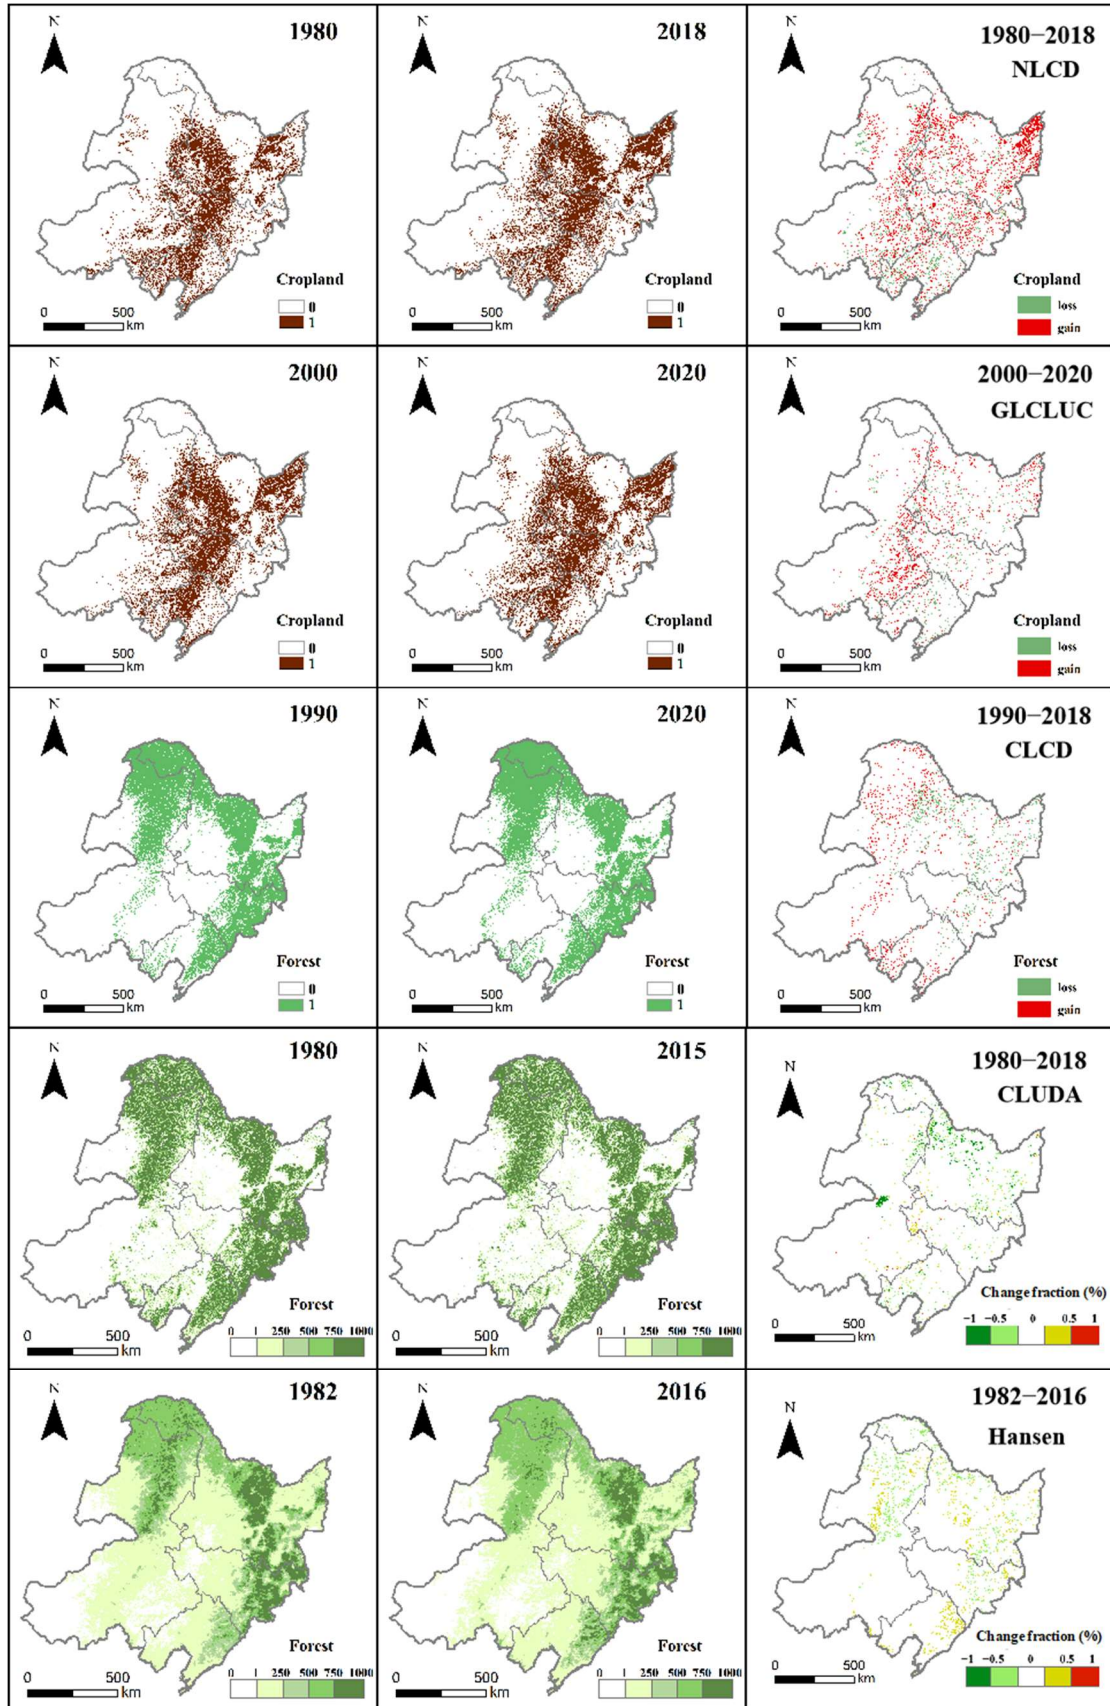 N
1980
Cropland
0
1
0 500
km
N
2018
Cropland
0
1
0 500
km
N
1980−2018
NLCD
Cropland
loss
gain
0 500
km
N
2000
Cropland
0
1
0 500
km
N
2020
Cropland
0
1
0 500
km
N
2000−2020
GLCLUC
Cropland
loss
gain
0 500
km
N
1990
Forest
0
1
0 500
km
N
2020
Forest
0
1
0 500
km
N
1990−2018
CLCD
Forest
loss
gain
0 500
km
N
1980
Forest
0 1 250 500 750 1000
0 500
km
N
2015
Forest
0 1 250 500 750 1000
0 500
km
N
1980−2018
CLUDA
Change fraction (%)
−1 −0.5 0 0.5 1
0 500
km
N
1982
Forest
0 1 250 500 750 1000
0 500
km
N
2016
Forest
0 1 250 500 750 1000
0 500
km
N
1982−2016
Hansen
Change fraction (%)
−1 −0.5 0 0.5 1
0 500
km